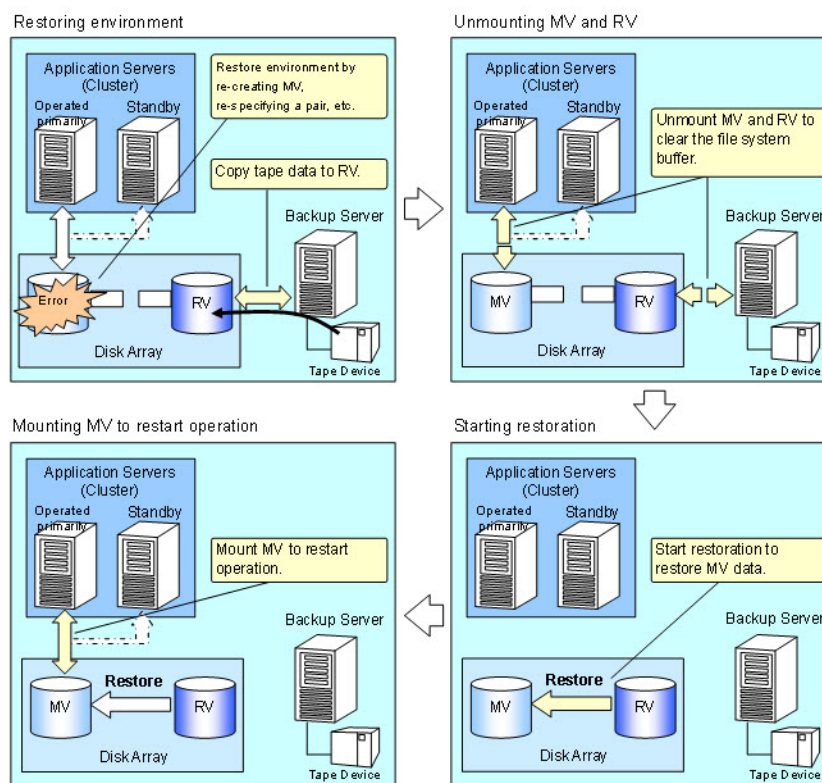 Restoring environment
Application Servers
(Cluster)
Operated
primarily
Standby
Restore environment by
re-creating MV,
re-specifying a pair, etc.
Copy tape data to RV.
Backup Server
Error
RV
Disk Array
Tape Device
Unmounting MV and RV
Application Servers
(Cluster)
Operated
primarily
Standby
Unmount MV and RV to
clear the file system
buffer.
Backup Server
MV
RV
Disk Array
Tape Device
Mounting MV to restart operation
Application Servers
(Cluster)
Operated
primarily
Standby
Mount MV to restart
operation.
Backup Server
Restore
MV
RV
Disk Array
Tape Device
Starting restoration
Application Servers
(Cluster)
Operated
primarily
Standby
Start restoration to
restore MV data.
Backup Server
Restore
MV
RV
Disk Array
Tape Device